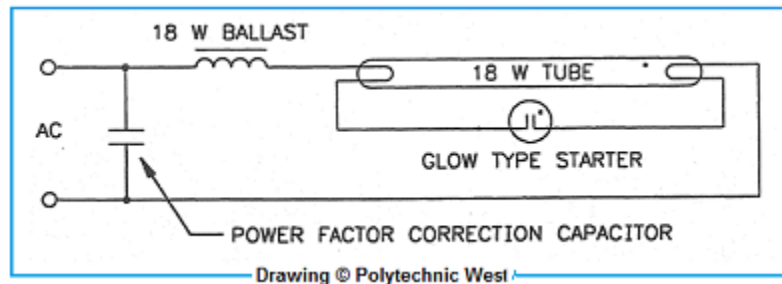 18 W BALLAST
18 W TUBE
AC
GLOW TYPE STARTER
POWER FACTOR CORRECTION CAPACITOR
Drawing © Polytechnic West